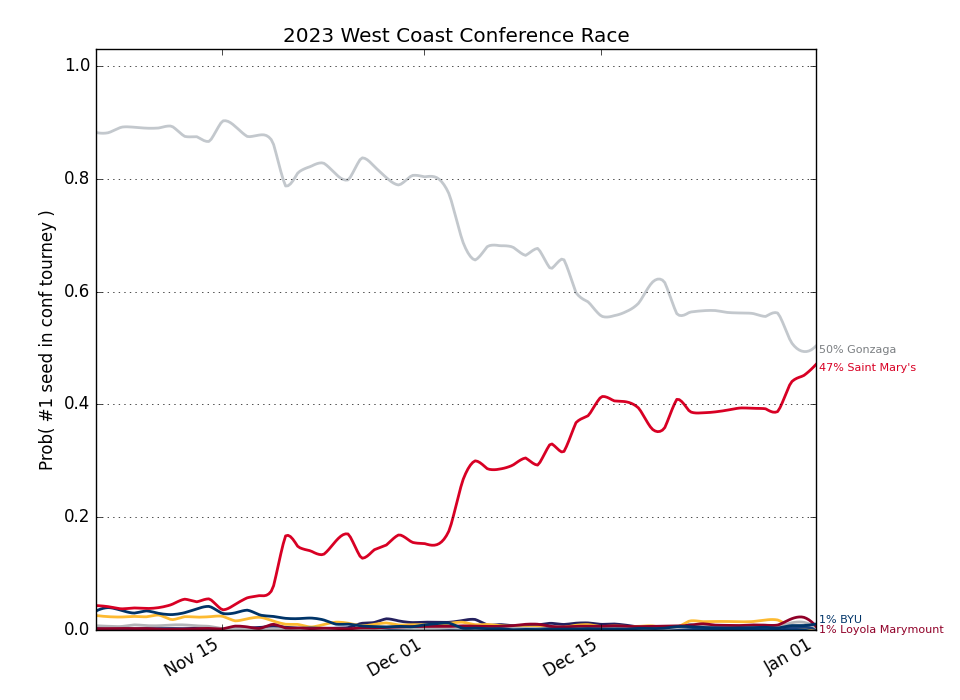 2023 West Coast Conference Race
Prob( #1 seed in conf tourney )
1.0
0.8
0.6
0.4
0.2
0.0
50% Gonzaga
47% Saint Mary's
1% BYU
1% Loyola Marymount
Nov 15
Dec 01
Dec 15
Jan 01